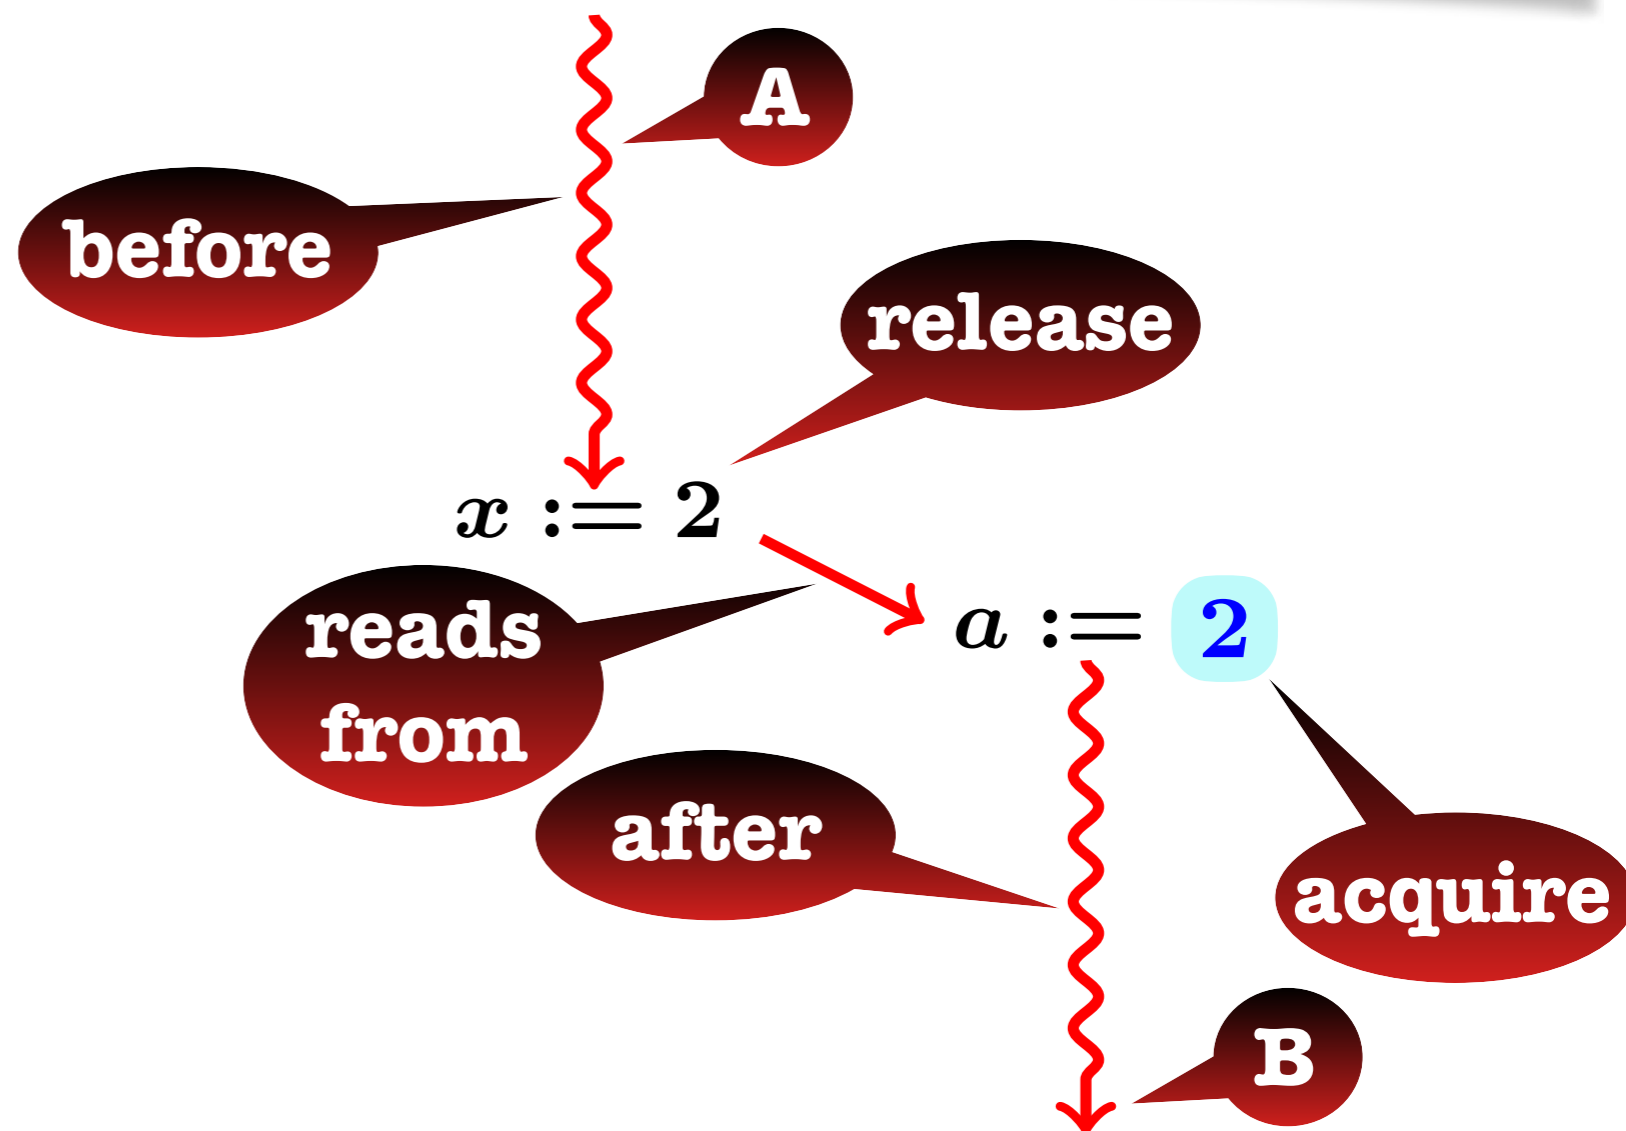 A
before
release
x := 2
a := 2
reads
from
after
acquire
B